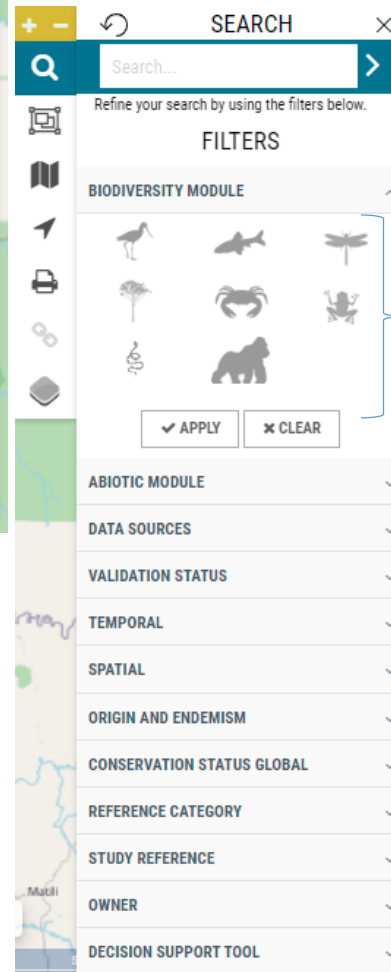 SEARCH
Search...
Refine your search by using the filters below.
FILTERS
BIODIVERSITY MODULE
APPLY
CLEAR
ABIOTIC MODULE
DATA SOURCES
VALIDATION STATUS
TEMPORAL
SPATIAL
ORIGIN AND ENDEMISM
CONSERVATION STATUS GLOBAL
REFERENCE CATEGORY
STUDY REFERENCE
Matili
OWNER
DECISION SUPPORT TOOL